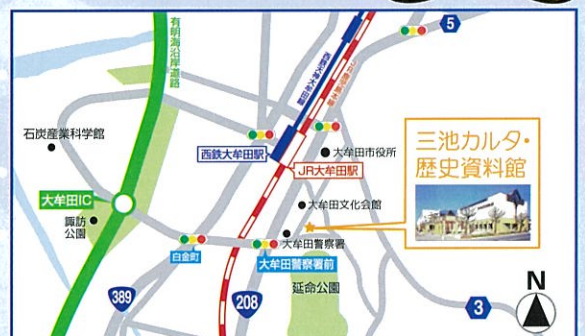 有明海沿岸道路
5
西鉄天神大牟田線
JR鹿児島本線
石炭産業科学館
西鉄大牟田駅
大牟田市役所
JR大牟田駅
三池カルタ・
歴史資料館
大牟田IC
諏訪
公園
大牟田文化会館
大牟田警察署
白金町
大牟田警察署前
延命公園
389
208
3
N